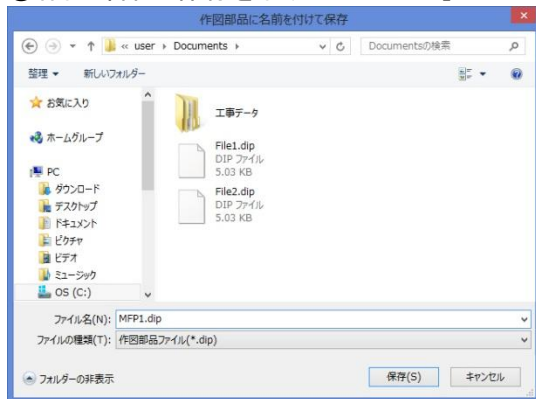 作図部品に名前を付けて保存
« user ▸ Documents ▸
Documentsの検索
整理 ▼ 新しいフォルダー
お気に入り
ホームグループ
PC
ダウンロード
デスクトップ
ドキュメント
ピクチャ
ビデオ
ミュージック
OS (C:)
工事データ
File1.dip
DIP ファイル
5.03 KB
File2.dip
DIP ファイル
5.03 KB
ファイル名(N): MFP1.dip
ファイルの種類(T): 作図部品ファイル(*.dip)
フォルダーの非表示
保存(S) キャンセル